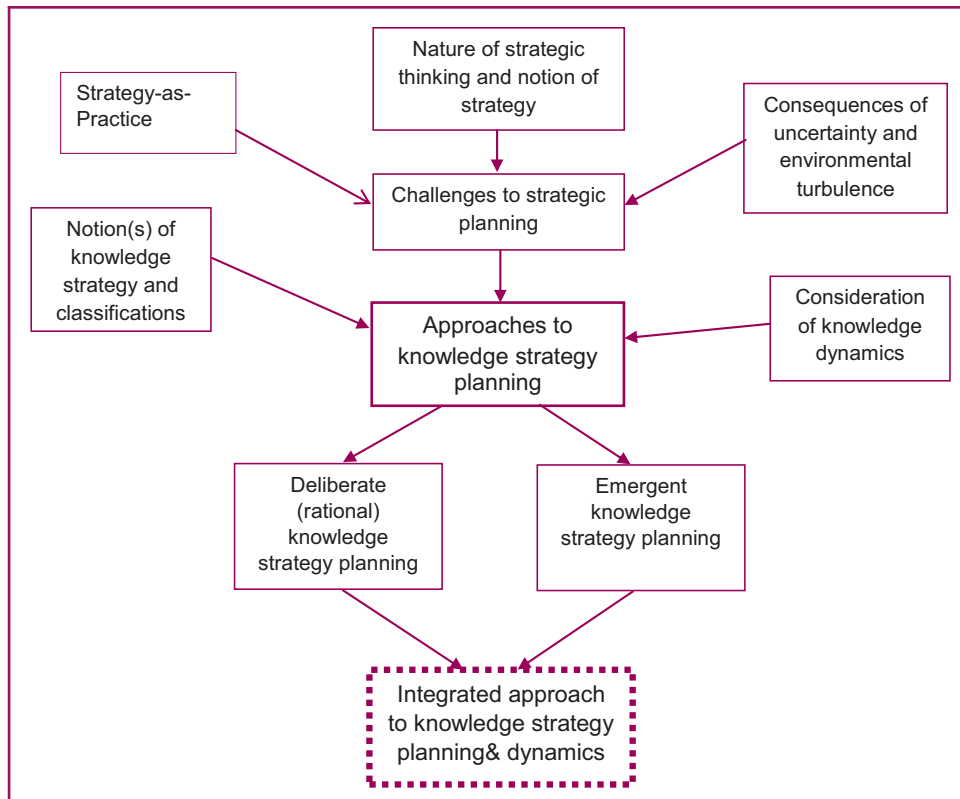 Nature of strategic
thinking and notion of
strategy
Strategy-as-
Practice
Consequences of
uncertainty and
environmental
turbulence
Challenges to strategic
planning
Notion(s) of
knowledge
strategy and
classifications
Consideration
of knowledge
dynamics
Approaches to
knowledge strategy
planning
Deliberate
(rational)
knowledge
strategy planning
Emergent
knowledge
strategy planning
Integrated approach
to knowledge strategy
planning& dynamics